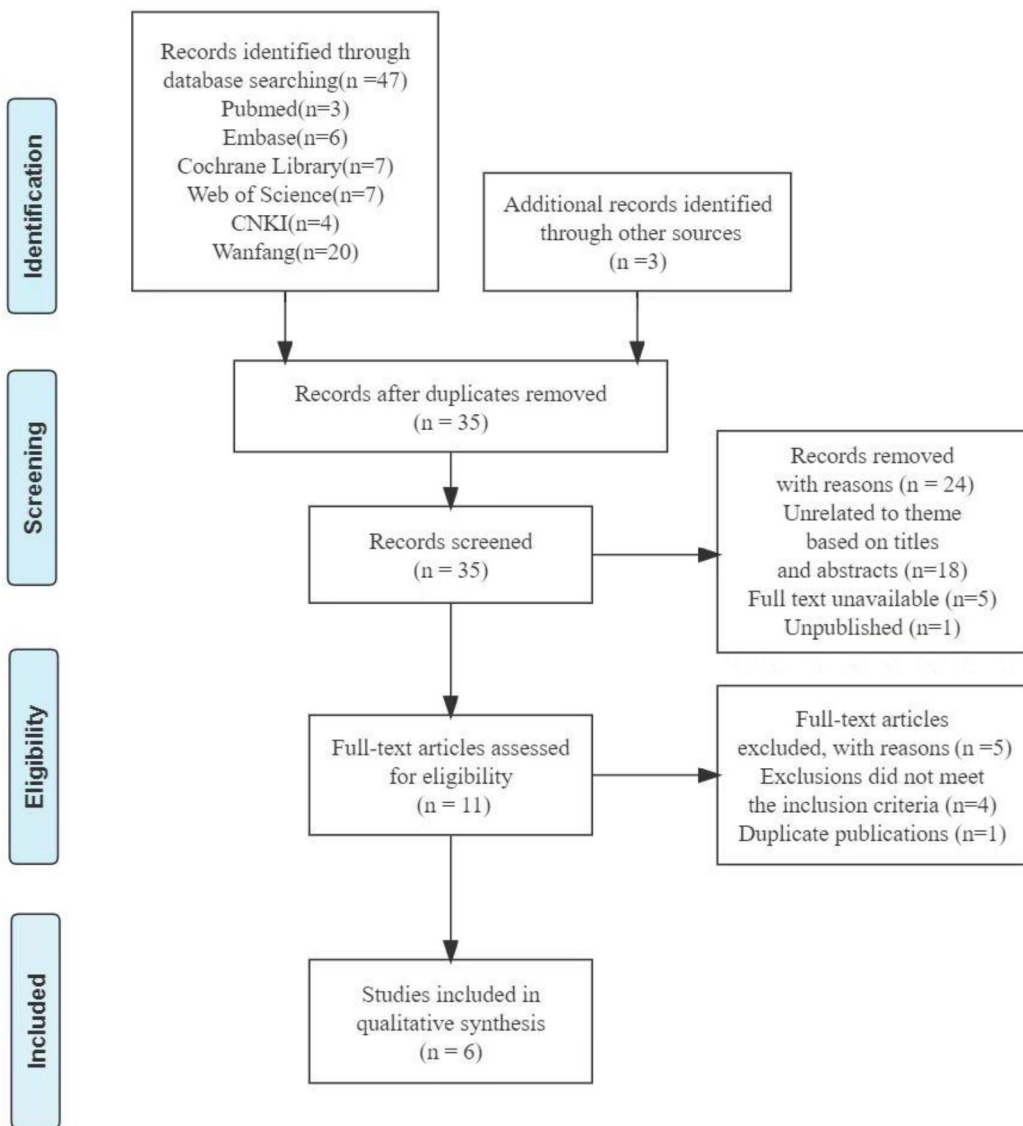 Identification
Records identified through
database searching(n =47)
Pubmed(n=3)
Embase(n=6)
Cochrane Library(n=7)
Web of Science(n=7)
CNKI(n=4)
Wanfang(n=20)
Additional records identified
through other sources
(n =3)
Screening
Records after duplicates removed
(n = 35)
Records screened
(n = 35)
Records removed
with reasons (n = 24)
Unrelated to theme
based on titles
and abstracts (n=18)
Full text unavailable (n=5)
Unpublished (n=1)
Eligibility
Full-text articles assessed
for eligibility
(n = 11)
Full-text articles
excluded, with reasons (n =5)
Exclusions did not meet
the inclusion criteria (n=4)
Duplicate publications (n=1)
Included
Studies included in
qualitative synthesis
(n = 6)